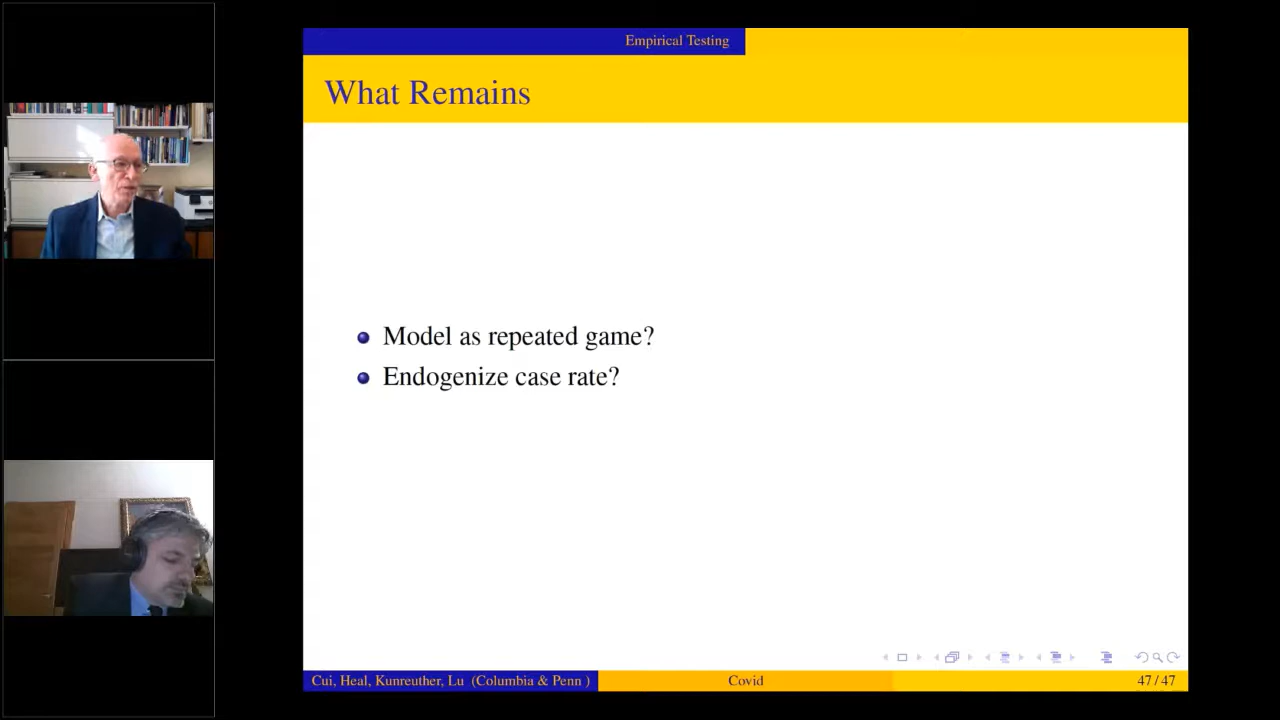 Empirical Testing
What Remains
Model as repeated game?
Endogenize case rate?
Cui, Heal, Kunreuther, Lu (Columbia & Penn )
Covid
47 / 47